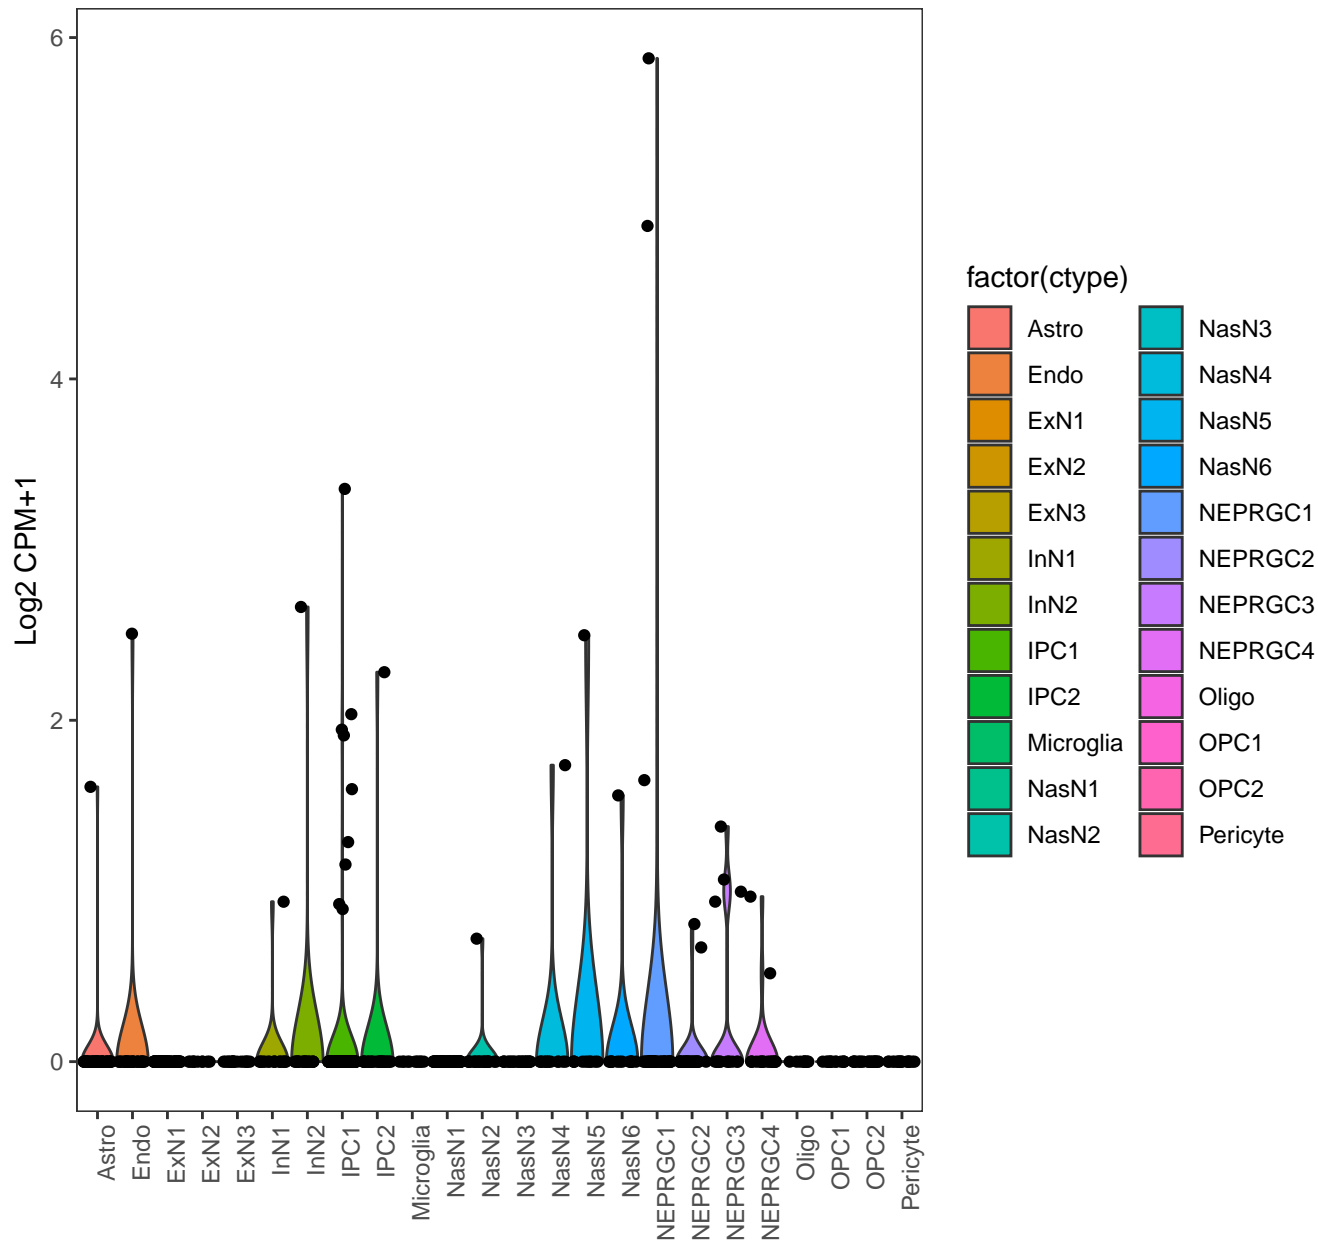 6
4
2
0
Log2 CPM+1
Astro
Endo
ExN1
ExN2
ExN3
InN1
InN2
IPC1
IPC2
Microglia
NasN1
NasN2
NasN3
NasN4
NasN5
NasN6
NEPRGC1
NEPRGC2
NEPRGC3
NEPRGC4
Oligo
OPC1
OPC2
Pericyte
factor(ctype)
Astro
Endo
ExN1
ExN2
ExN3
InN1
InN2
IPC1
IPC2
Microglia
NasN1
NasN2
NasN3
NasN4
NasN5
NasN6
NEPRGC1
NEPRGC2
NEPRGC3
NEPRGC4
Oligo
OPC1
OPC2
Pericyte